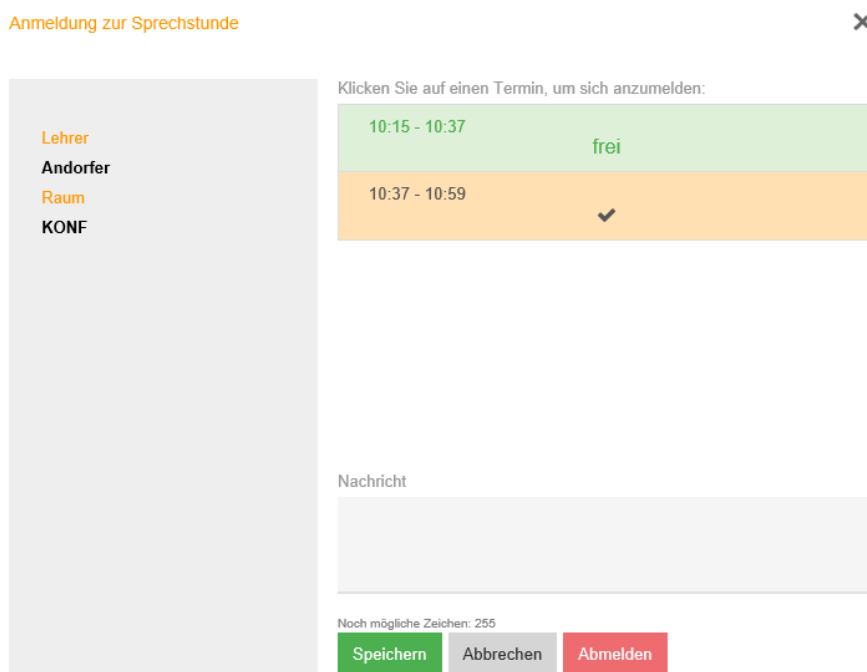 Anmeldung zur Sprechstunde
Lehrer
Andorfer
Raum
KONF
Klicken Sie auf einen Termin, um sich anzumelden:
10:15 - 10:37
frei
10:37 - 10:59
Nachricht
Noch mögliche Zeichen: 255
Speichern
Abbrechen
Abmelden